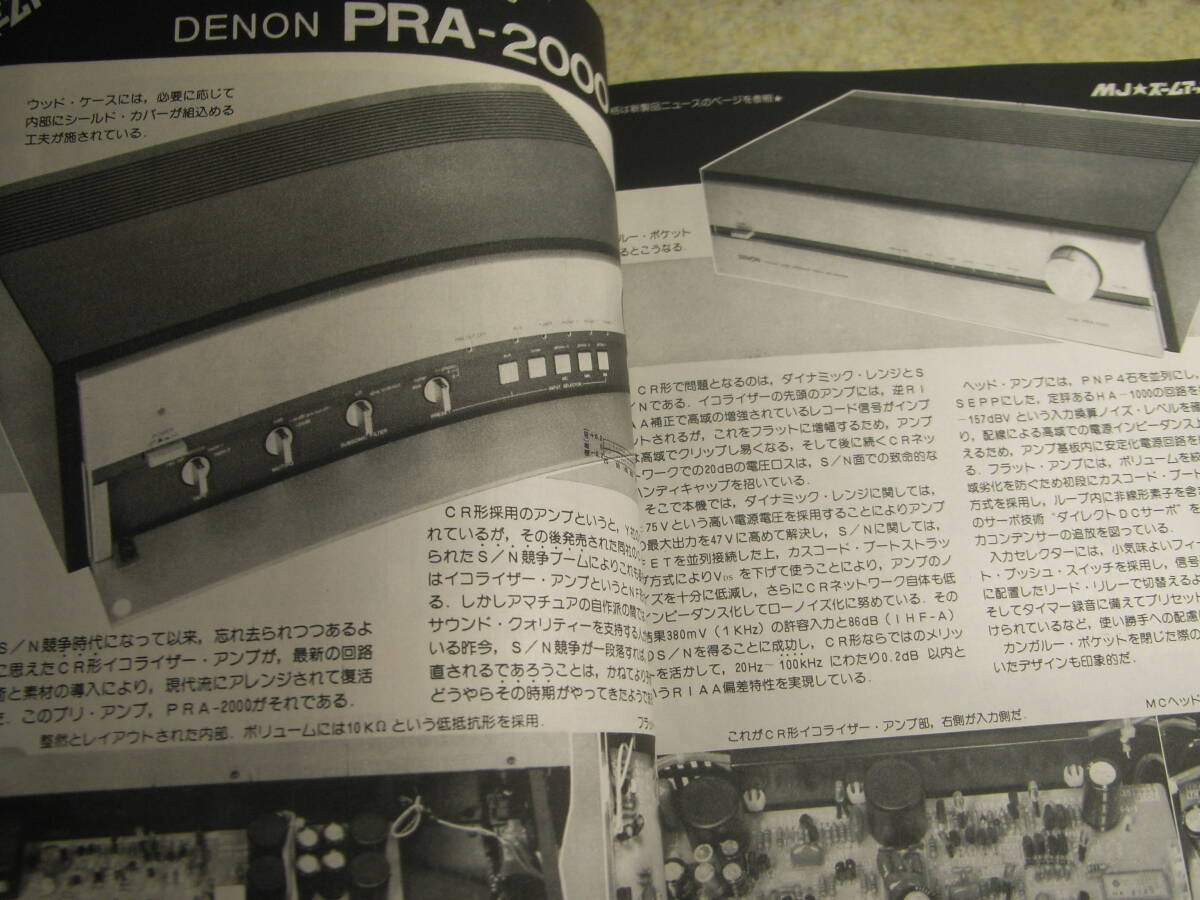 DENON PRA-2000
ウッド・ケースには，必要に応じて
内部にシールド・カバーが組込める
工夫が施されている．
CR形採用のアンプというと，
れているが，その後発売された
られたS／N競争ブームにより
はイコライザー・アンプというと
る．しかしアマチュアの自作派の間
サウンド・クォリティーを支持する
いる昨今，S／N競争が一段落すれば
直されるであろうことは，かねてより
どうやらその時期がやってきたよう
S／N競争時代になって以来，忘れ去られつつあるよ
に思えたCR形イコライザー・アンプが，最新の回路
術と素材の導入により，現代流にアレンジされて復活
た．このプリ・アンプ，PRA-2000がそれである．
整然とレイアウトされた内部．ボリュームには10KΩという低抵抗形を採用．
格は新製品ニュースのページを参照★
MJ★ズームア
ルー・ポケット
るとこうなる．
DENON
CR形で問題となるのは，ダイナミック・レンジとS
Nである．イコライザーの先頭のアンプには，逆RI
A補正で高域の増強されているレコード信号がインプ
ットされるが，これをフラットに増幅するため，アンプ
は高域でクリップし易くなる，そして後に続くCRネッ
トワークでの20dBの電圧ロスは，S／N面での致命的な
ハンディキャップを招いている．
そこで本機では，ダイナミック・レンジに関しては，
75Vという高い電源電圧を採用することによりアンプ
の最大出力を47Vに高めて解決し，S／Nに関しては，
ETを並列接続した上，カスコード・ブートストラッ
プ方式によりVDSを下げて使うことにより，アンプのノ
イズを十分に低減し，さらにCRネットワーク自体も低
インピーダンス化してローノイズ化に努めている．その
結果380mV（1KHz）の許容入力と86dB（IHF-A）
のS／Nを得ることに成功し，CR形ならではのメリッ
トを活かして，20Hz－100kHzにわたり0.2dB以内と
いうRIAA偏差特性を実現している．
これがCR形イコライザー・アンプ部，右側が入力側だ．
ヘッド・アンプには，PNP4石を並列にし，
SEPPにした，定評あるHA-1000の回路を
－157dBVという入力換算ノイズ・レベルを
り，配線による高域での電源インピーダンス上
えるため，アンプ基板内に安定化電源回路を
る．フラット・アンプには，ボリュームを絞
域劣化を防ぐため初段にカスコード・ブート
方式を採用し，ループ内に非線形素子を含ま
のサーボ技術“ダイレクトDCサーボ”を
カコンデンサーの追放を図っている．
入力セレクターには，小気味よいフィー
ト・プッシュ・スイッチを採用し，信号
に配置したリード・リレーで切替えるよ
そしてタイマー録音に備えてプリセット
けられているなど，使い勝手への配慮
カンガルー・ポケットを閉じた際の
いたデザインも印象的だ．
MCヘッド